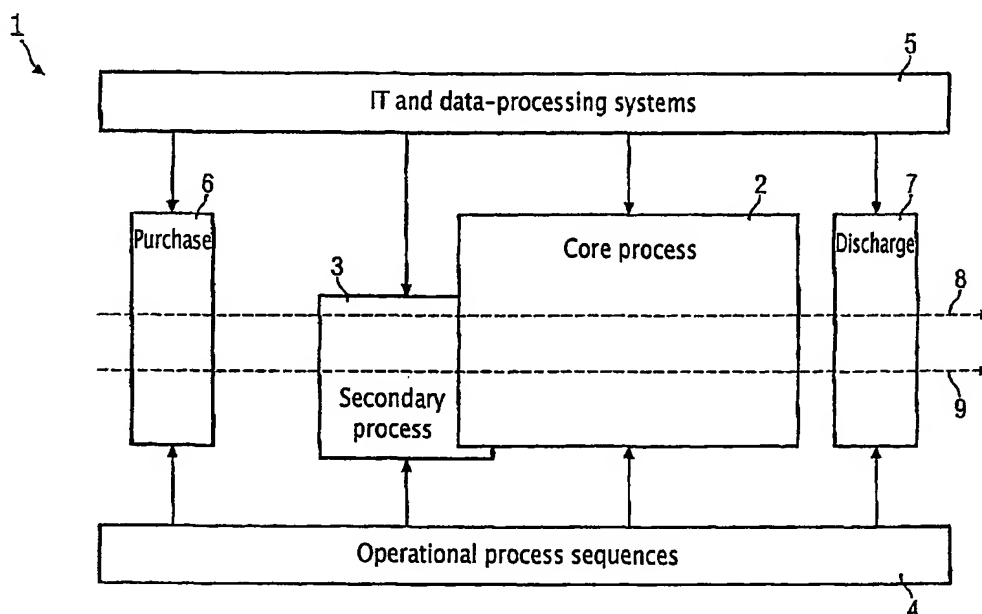 1
5
IT and data-processing systems
6
2
7
Purchase
Core process
Discharge
3
8
9
Secondary
process
Operational process sequences
4